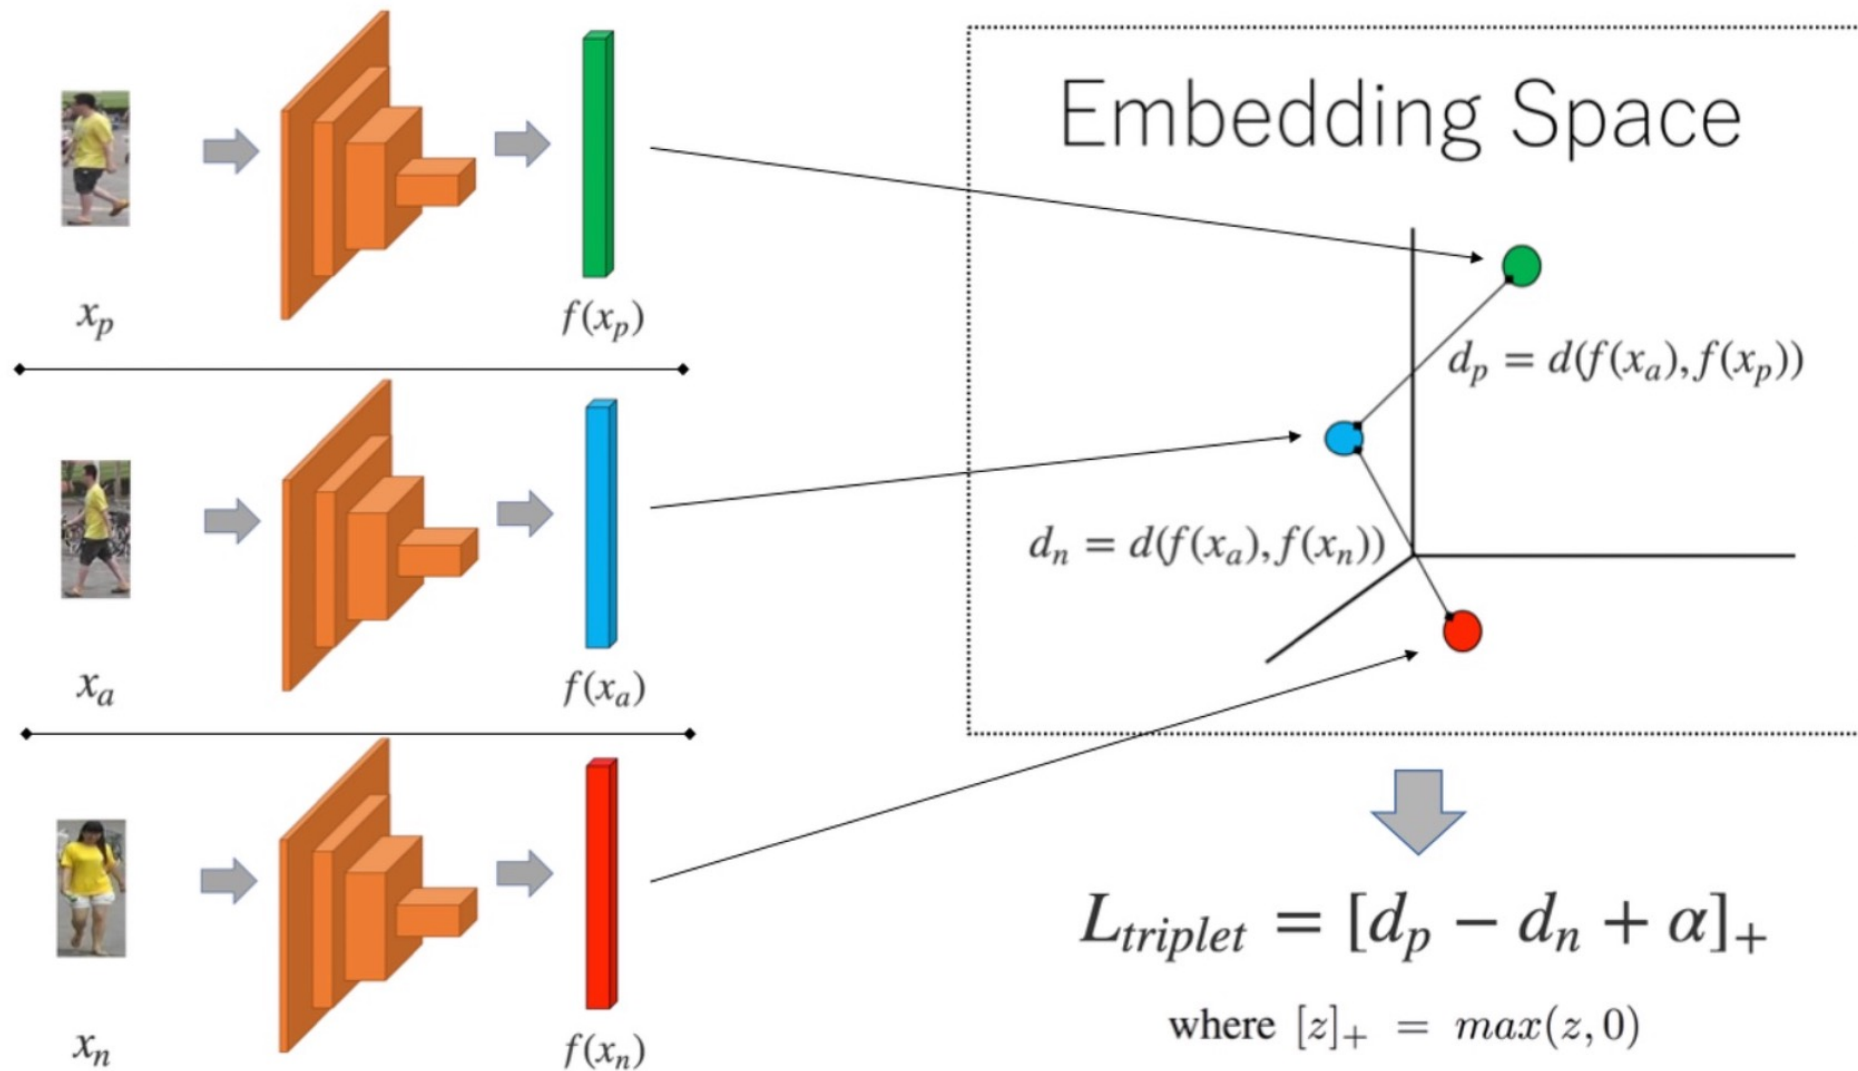 Embedding Space
x_p
f(x_p)
d_p = d(f(x_a), f(x_p))
x_a
f(x_a)
d_n = d(f(x_a), f(x_n))
x_n
f(x_n)
L_triplet = [d_p − d_n + α]_+
where [z]_+ = max(z, 0)